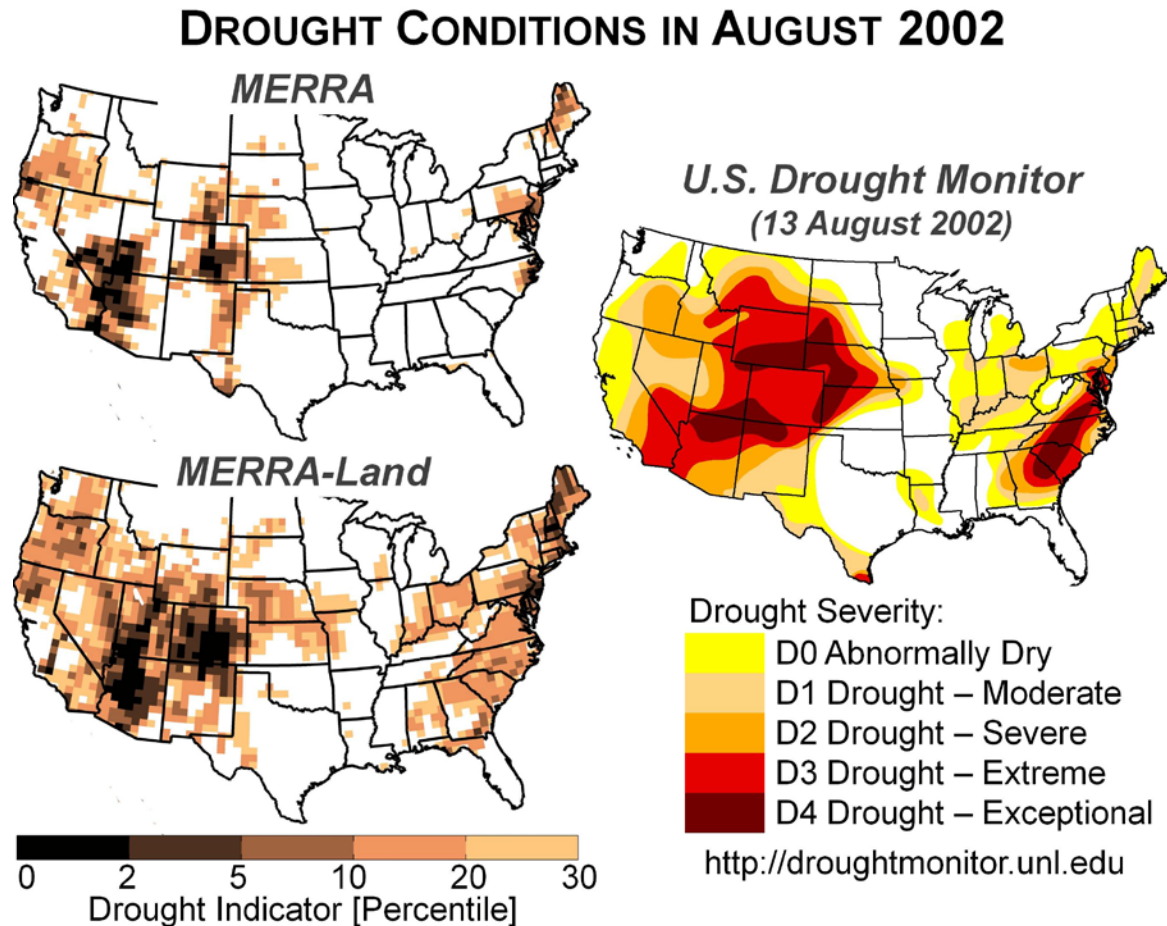 DROUGHT CONDITIONS IN AUGUST 2002
MERRA
MERRA-Land
0 2 5 10 20 30
Drought Indicator [Percentile]
U.S. Drought Monitor
(13 August 2002)
Drought Severity:
D0 Abnormally Dry
D1 Drought – Moderate
D2 Drought – Severe
D3 Drought – Extreme
D4 Drought – Exceptional
http://droughtmonitor.unl.edu